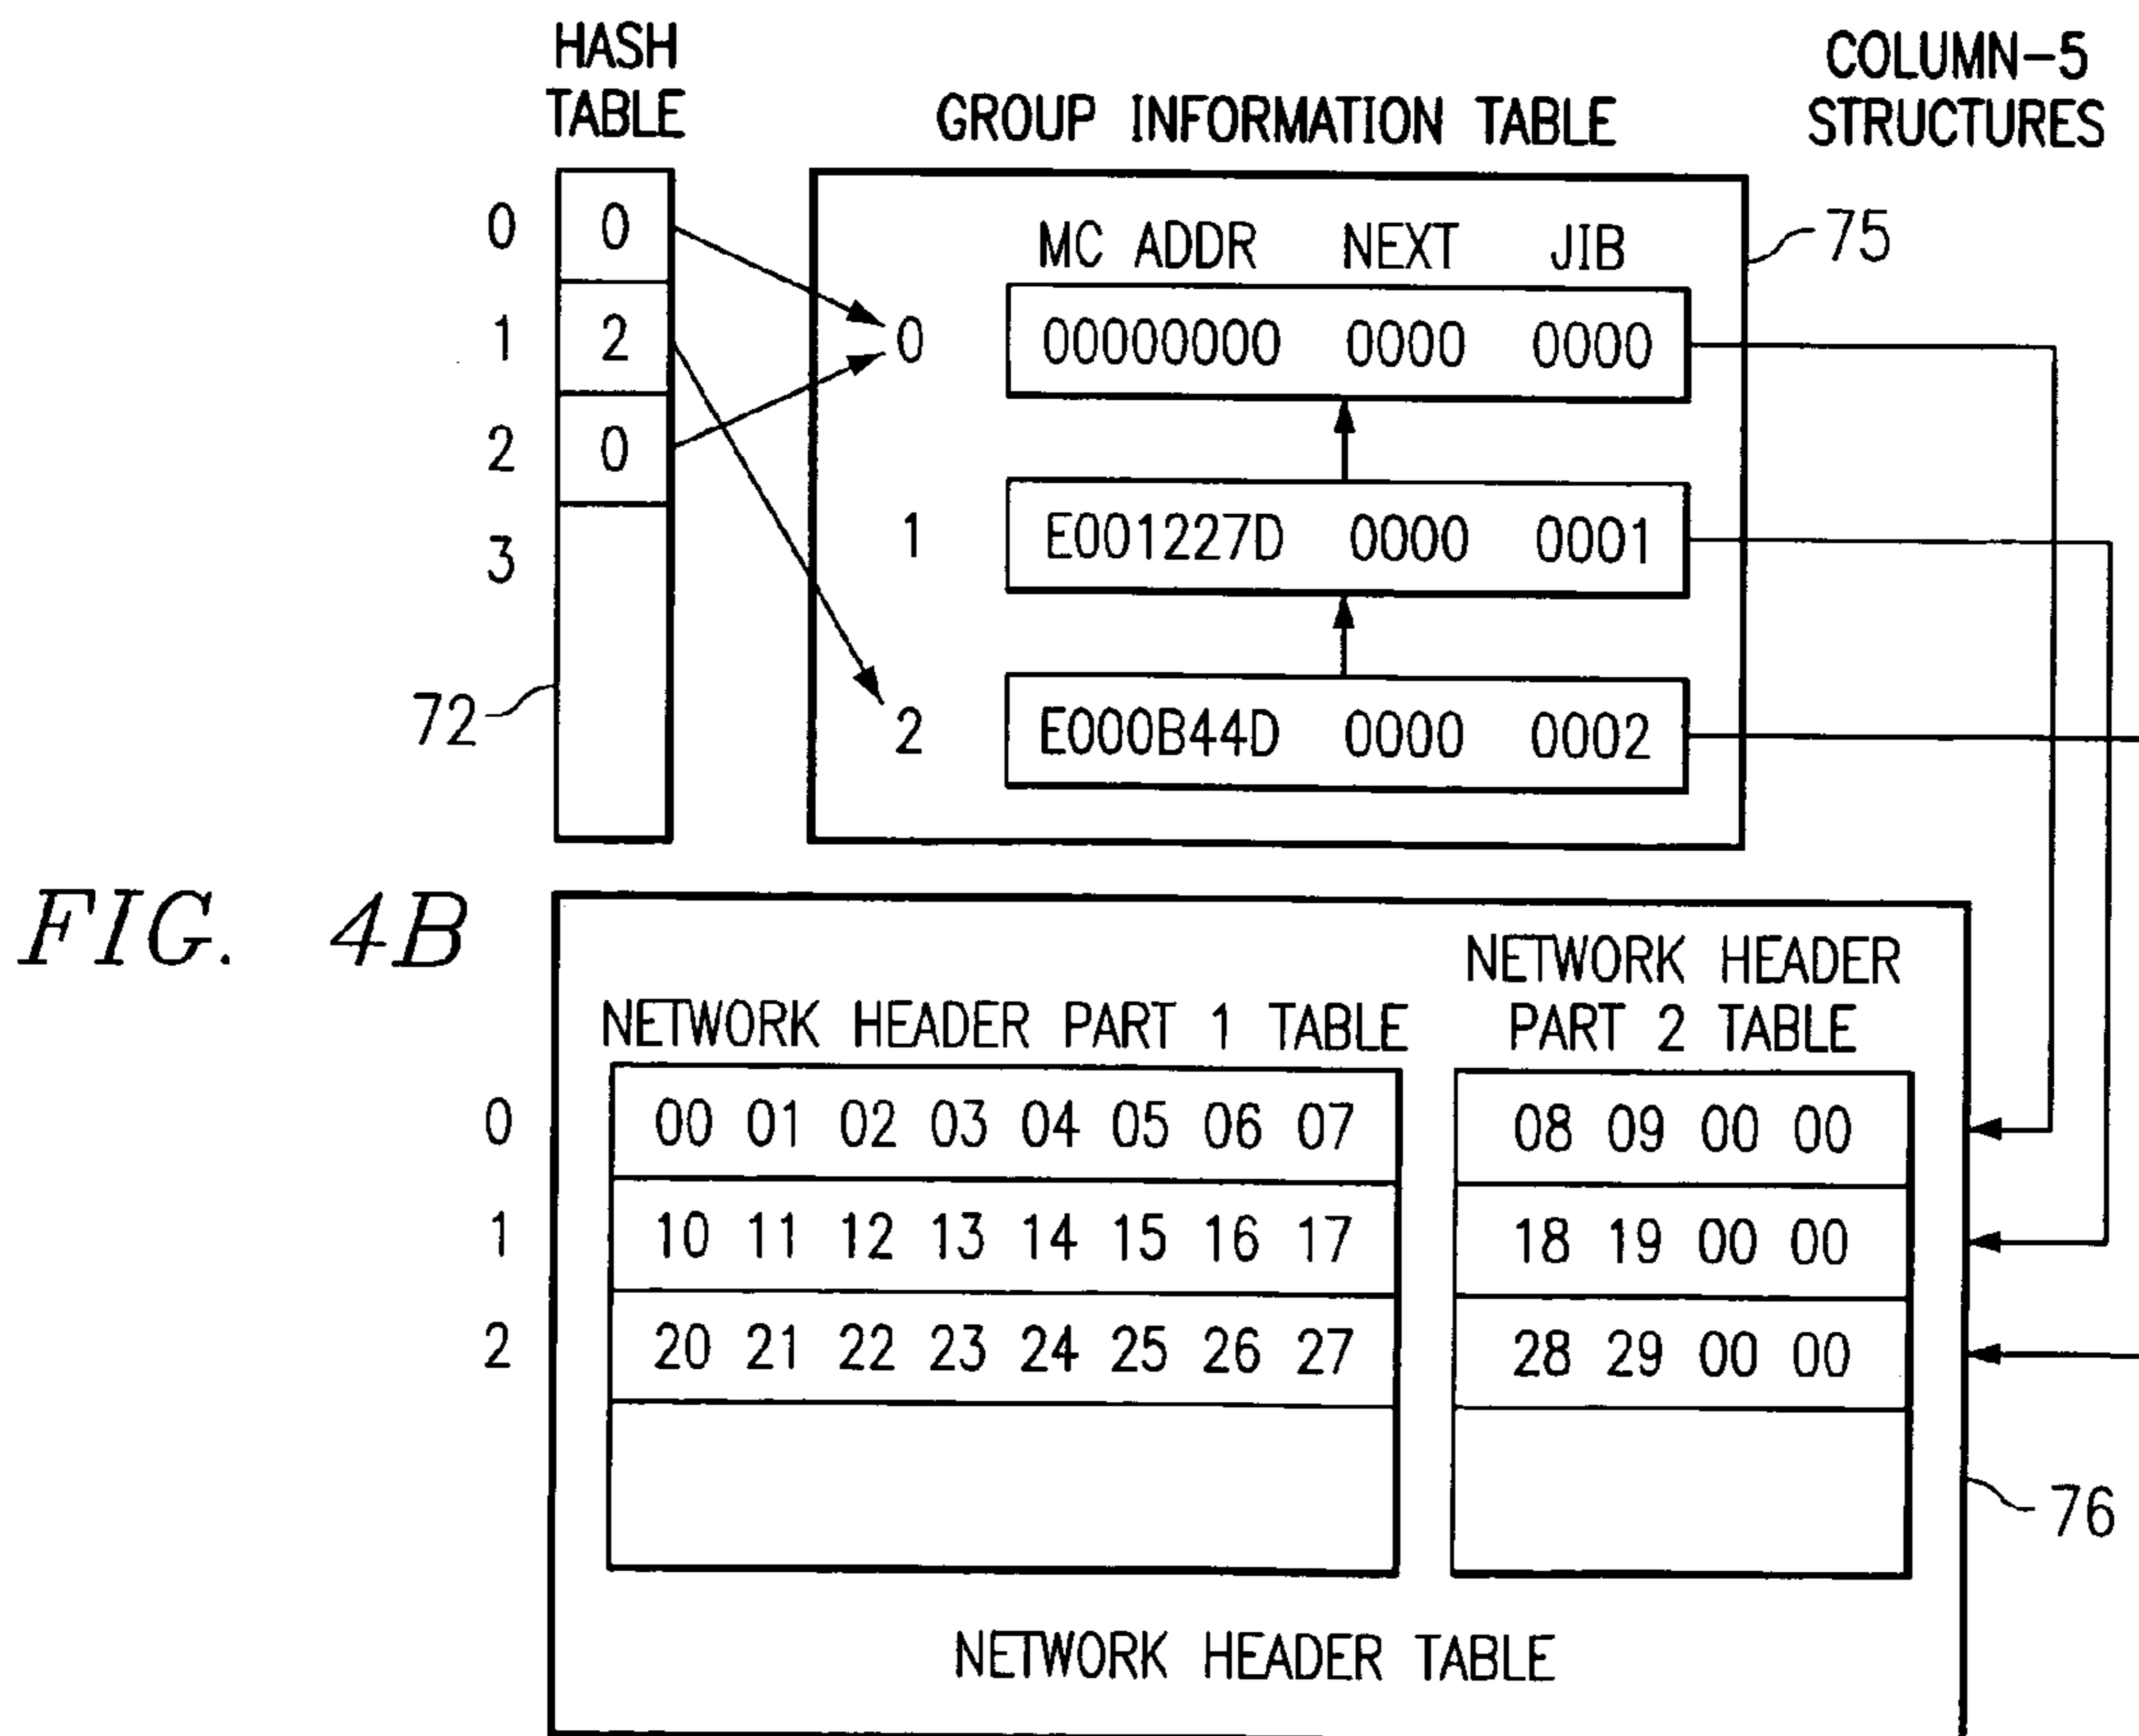 HASH
TABLE
GROUP INFORMATION TABLE
COLUMN-5
STRUCTURES
MC ADDR NEXT JIB
75
0 0
1 2
2 0
3
72
0 00000000 0000 0000
1 E001227D 0000 0001
2 E000B44D 0000 0002
FIG. 4B
NETWORK HEADER PART 1 TABLE
NETWORK HEADER
PART 2 TABLE
0 00 01 02 03 04 05 06 07 08 09 00 00
1 10 11 12 13 14 15 16 17 18 19 00 00
2 20 21 22 23 24 25 26 27 28 29 00 00
76
NETWORK HEADER TABLE